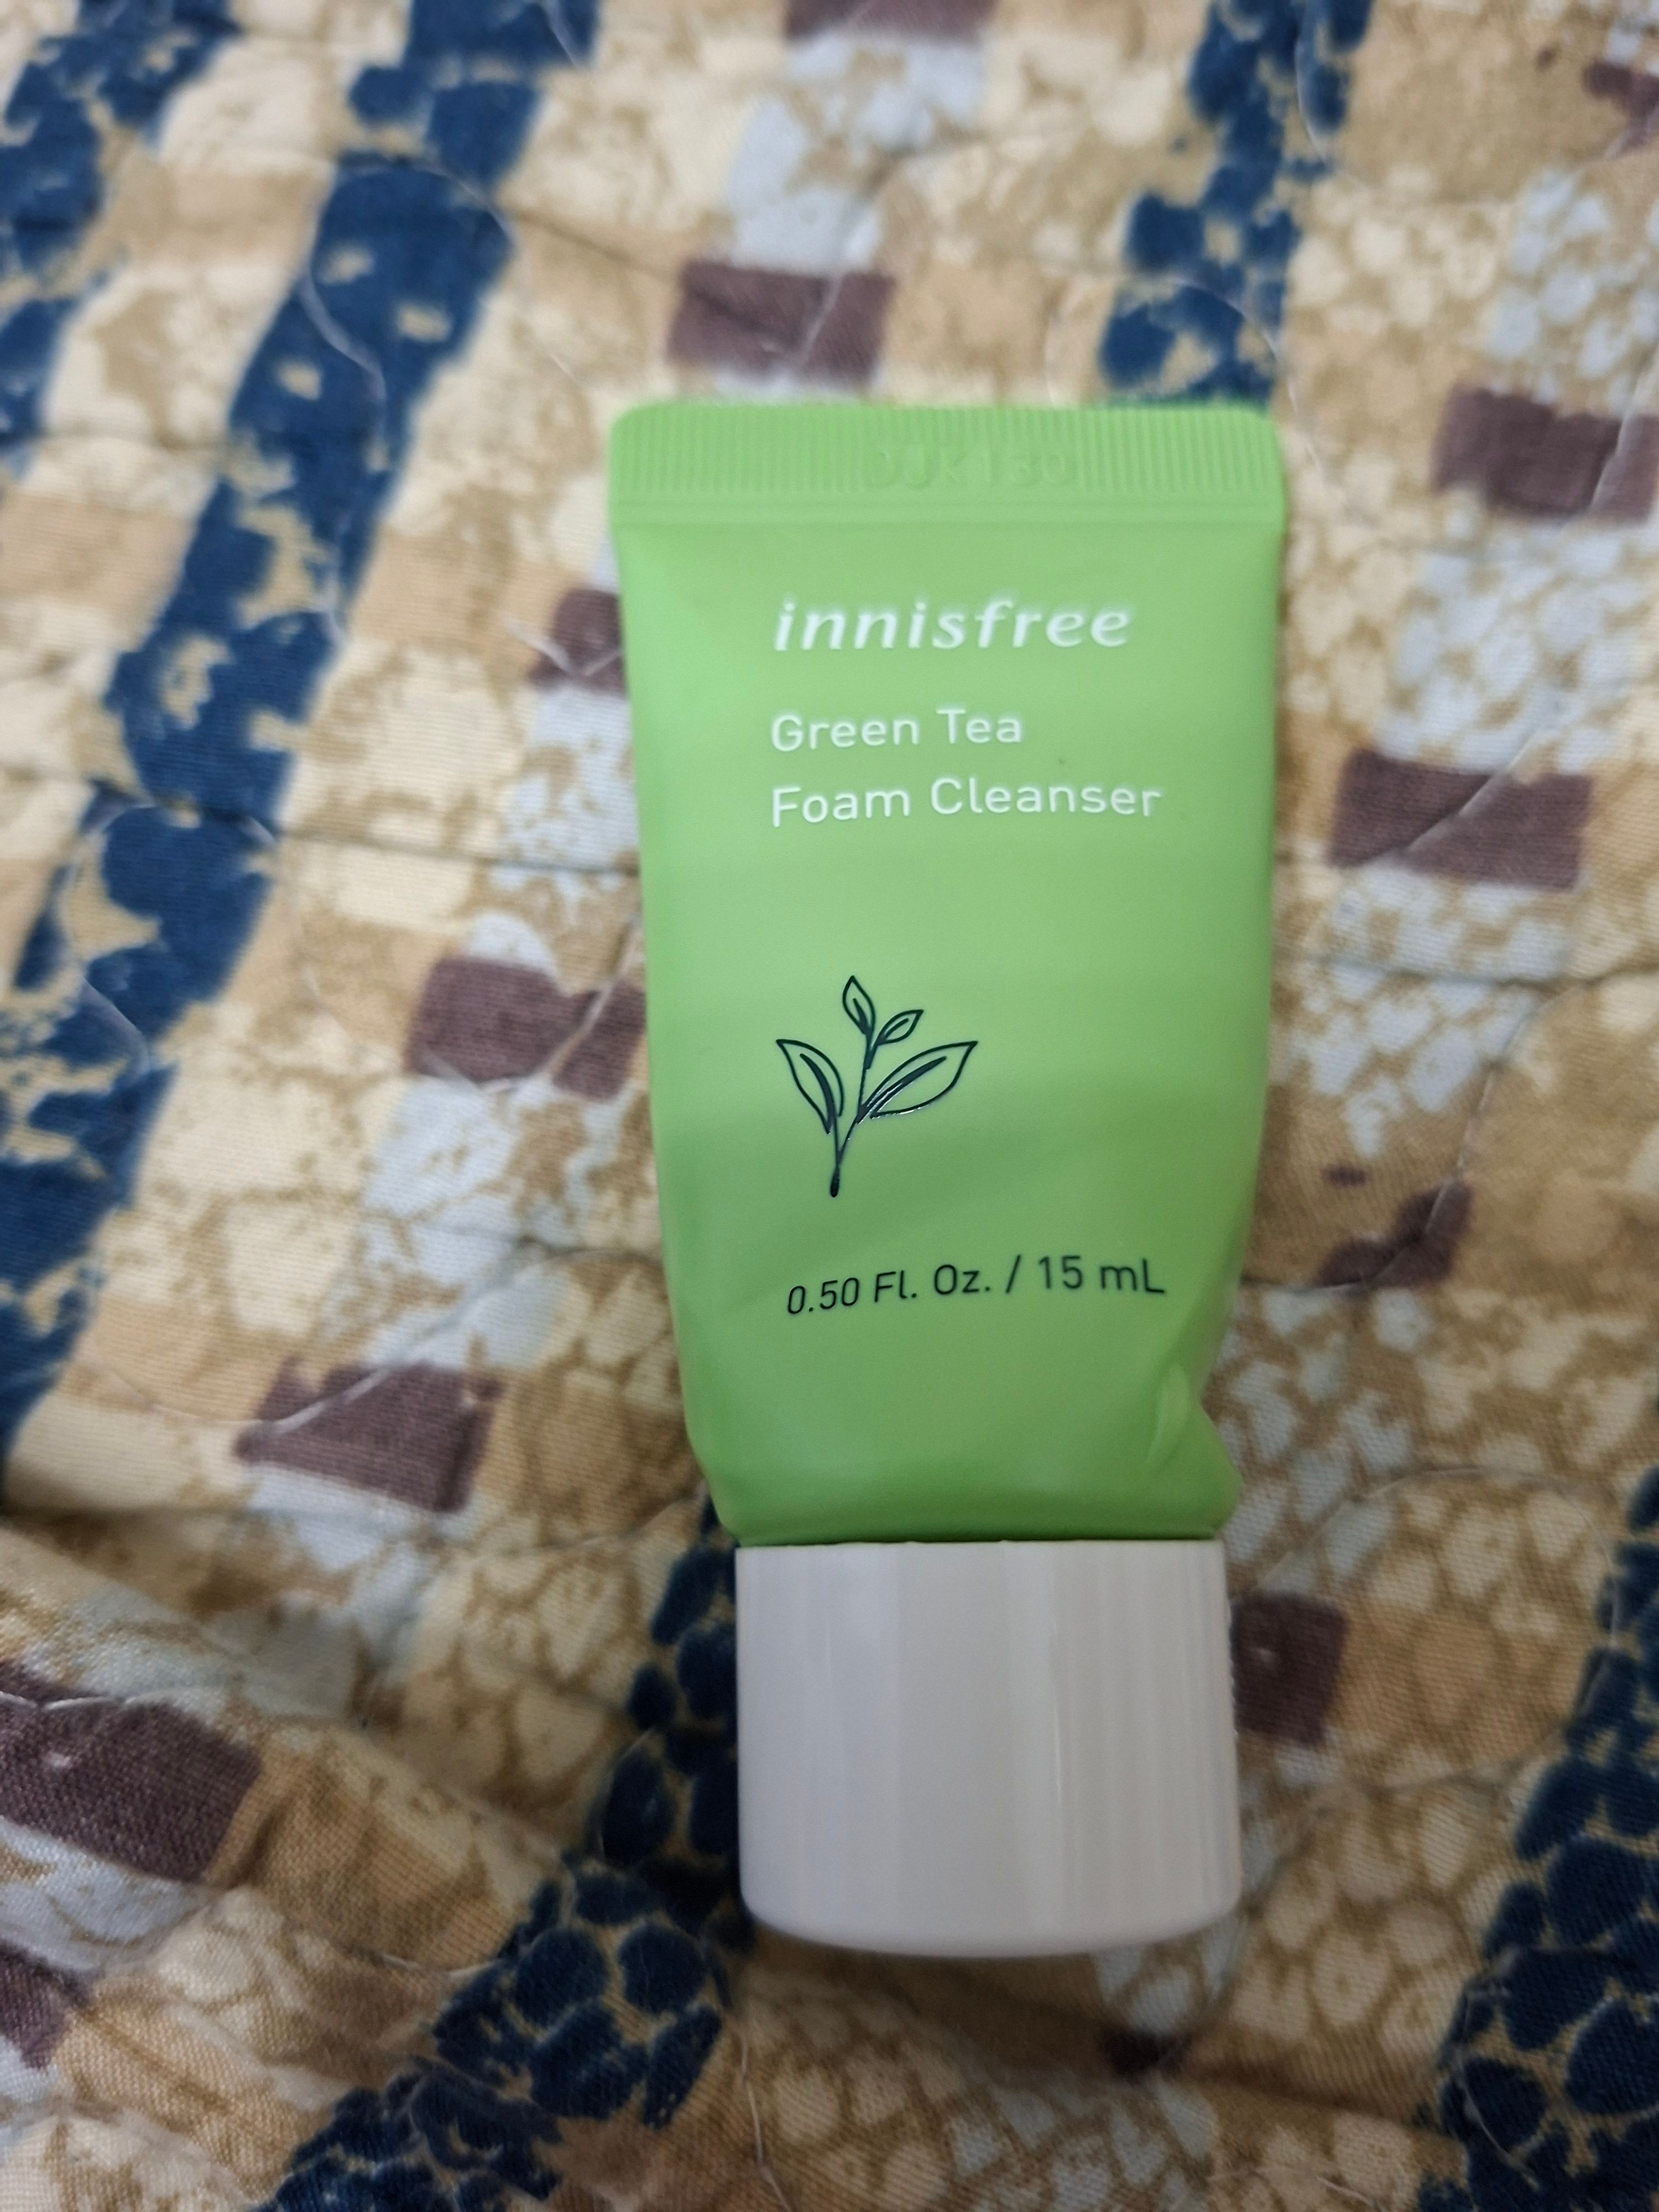 innisfree
Green Tea
Foam Cleanser
0.50 Fl. Oz. / 15 mL